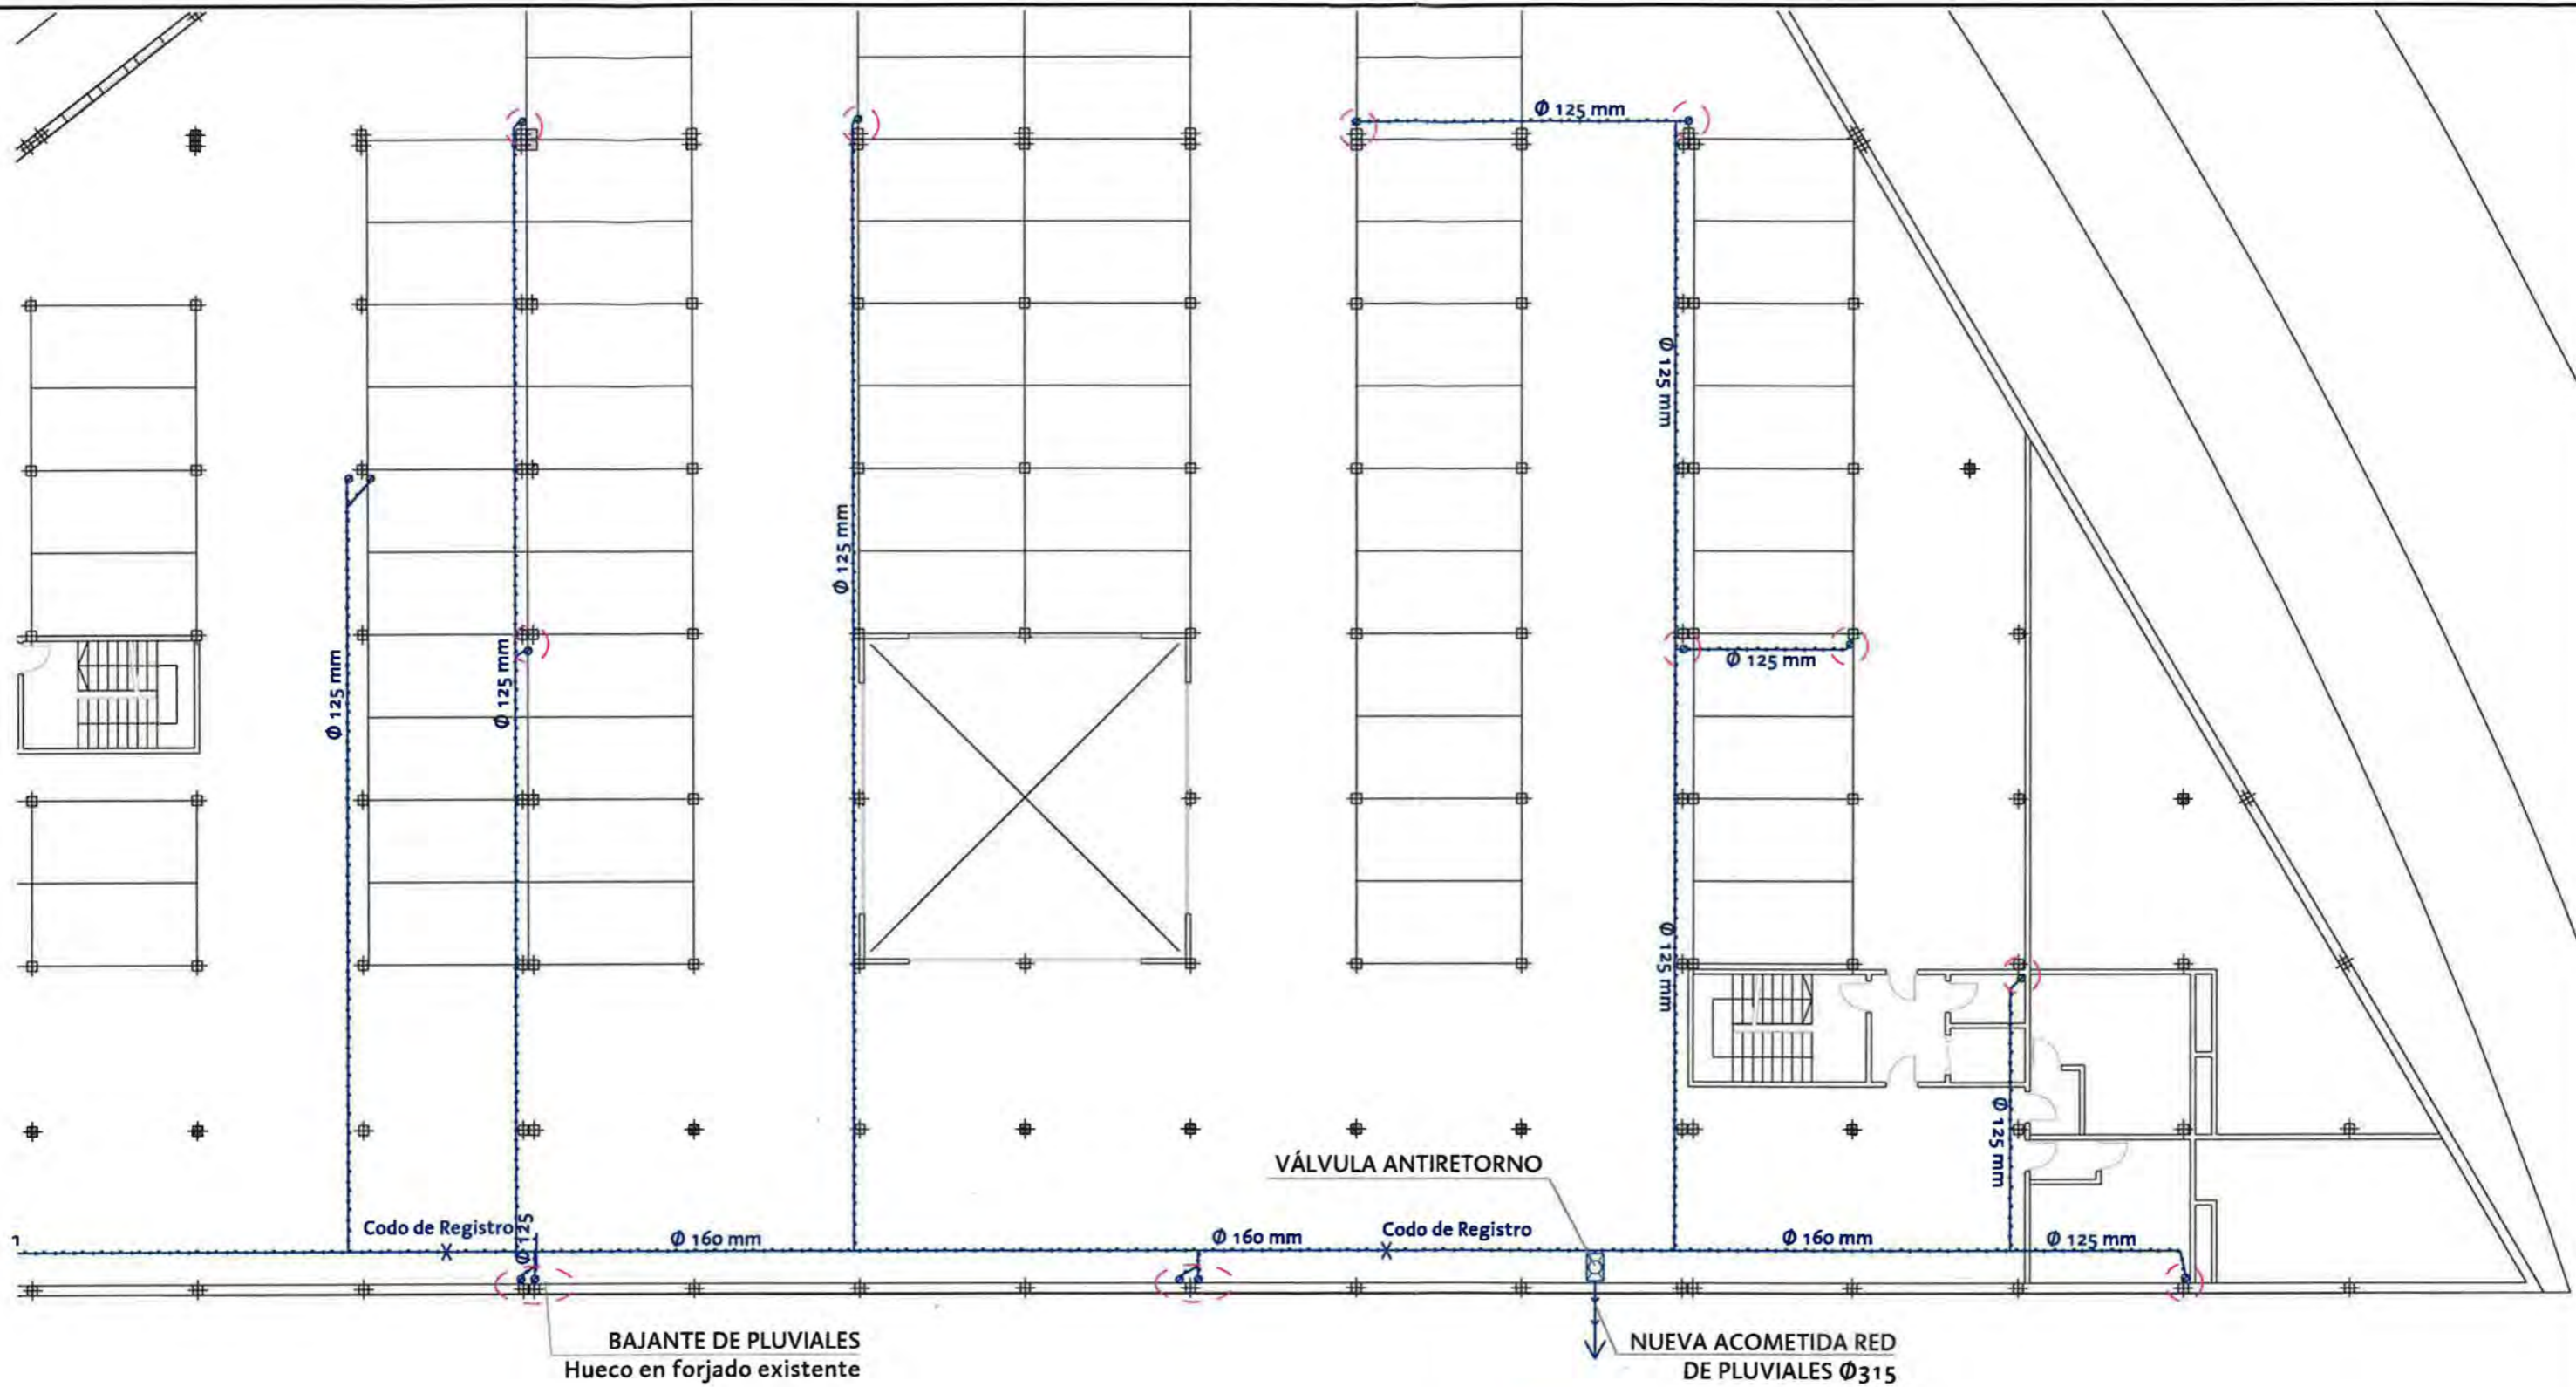 Ø 125 mm
Ø 125 mm
Ø 125 mm
Ø 125 mm
Ø 125 mm
Ø 125 mm
Ø 125 mm
Ø 125 mm
Ø 125 mm
VÁLVULA ANTIRETORNO
Codo de Registro
Ø 125
Ø 160 mm
Ø 160 mm
Codo de Registro
Ø 160 mm
Ø 125 mm
BAJANTE DE PLUVIALES
Hueco en forjado existente
NUEVA ACOMETIDA RED
DE PLUVIALES Ø315